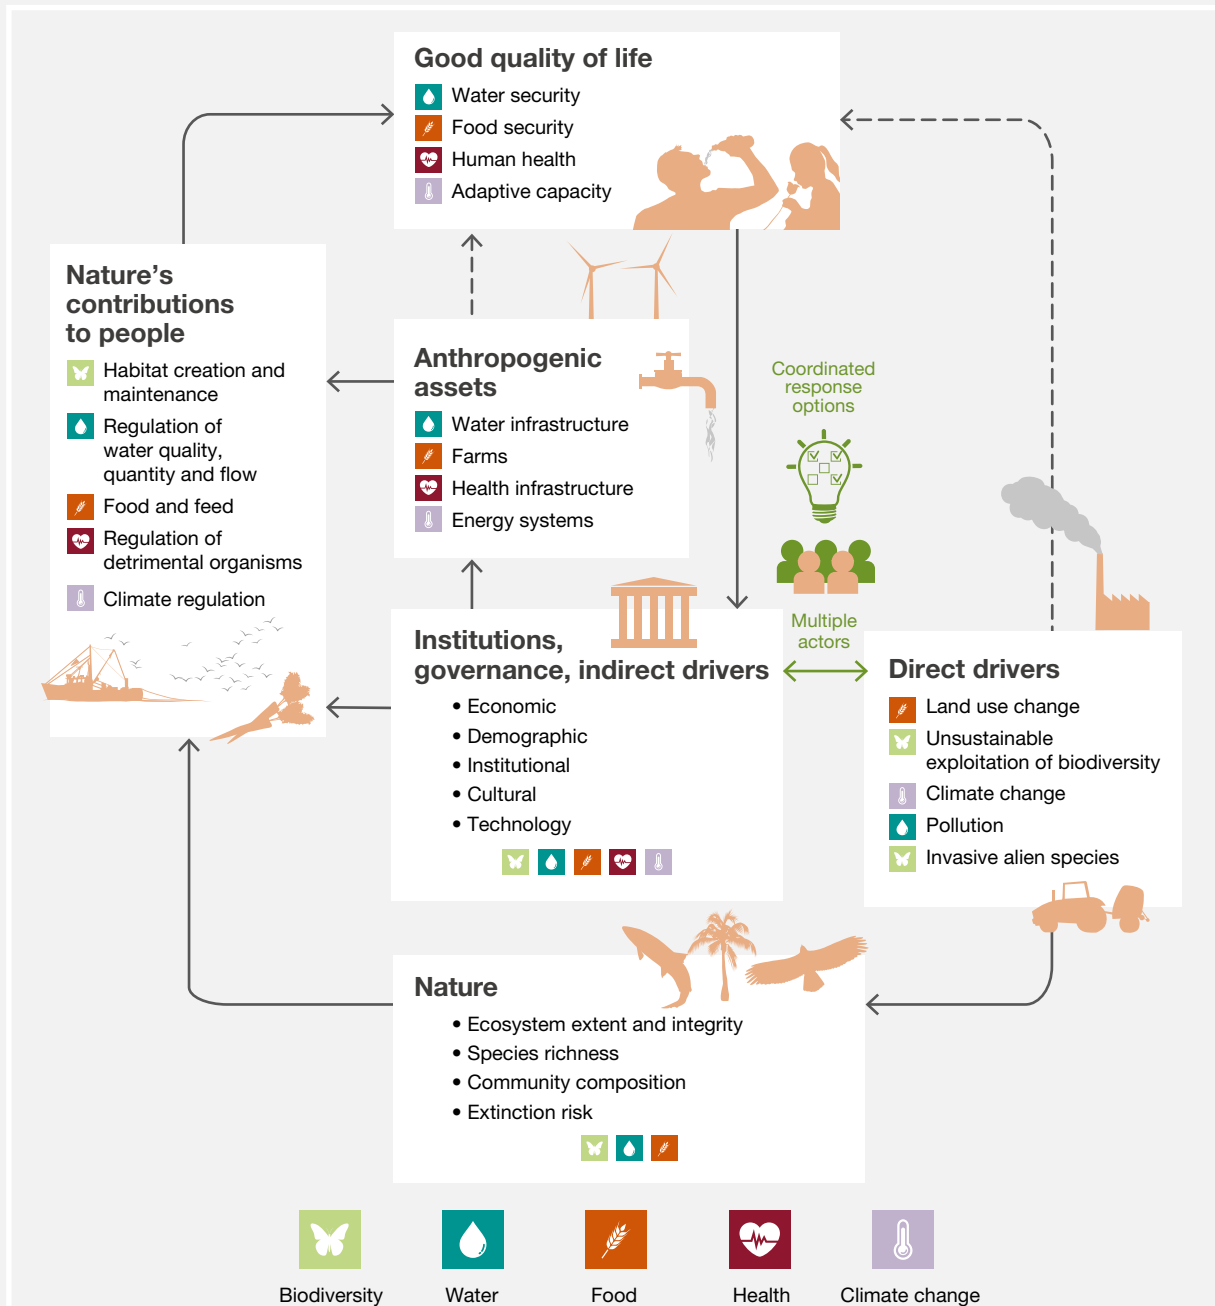 Good quality of life
Water security
Food security
Human health
Adaptive capacity
Nature's
contributions
to people
Habitat creation and
maintenance
Regulation of
water quality,
quantity and flow
Food and feed
Regulation of
detrimental organisms
Climate regulation
Anthropogenic
assets
Water infrastructure
Farms
Health infrastructure
Energy systems
Coordinated
response
options
Multiple
actors
Institutions,
governance, indirect drivers
• Economic
• Demographic
• Institutional
• Cultural
• Technology
Direct drivers
Land use change
Unsustainable
exploitation of biodiversity
Climate change
Pollution
Invasive alien species
Nature
• Ecosystem extent and integrity
• Species richness
• Community composition
• Extinction risk
Biodiversity
Water
Food
Health
Climate change